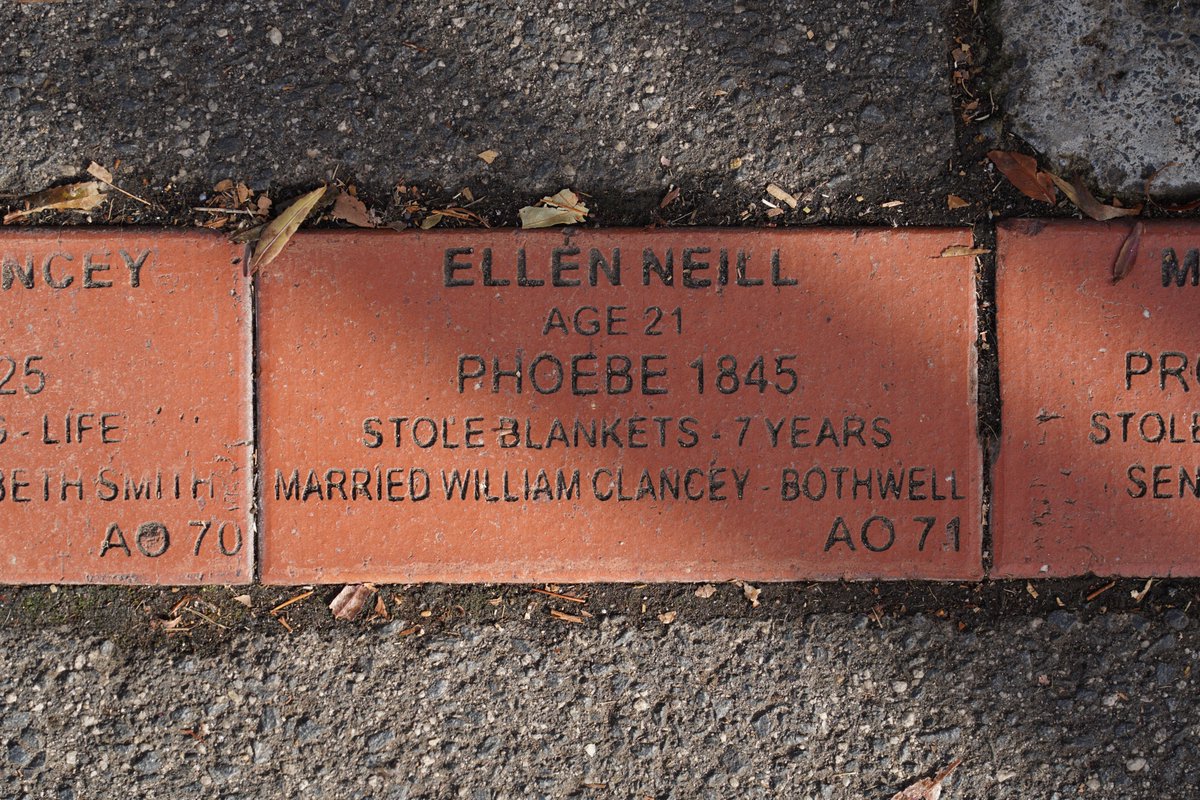 NCEY
25
- LIFE
BETH SMITH
AO 70
ELLEN NEILL
AGE 21
PHOEBE 1845
STOLE BLANKETS - 7 YEARS
MARRIED WILLIAM CLANCEY - BOTHWELL
AO 71
M
PRO
STOLE
SEN